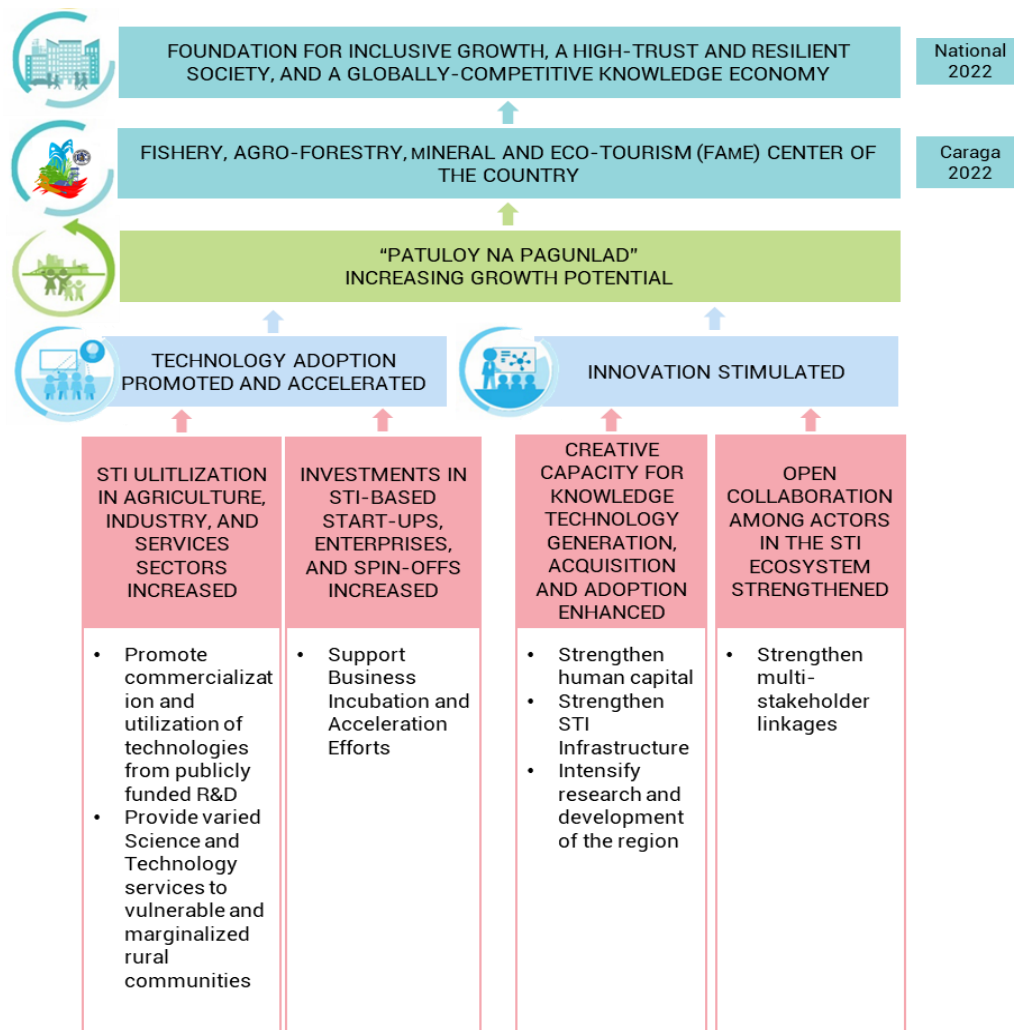 FOUNDATION FOR INCLUSIVE GROWTH, A HIGH-TRUST AND RESILIENT
SOCIETY, AND A GLOBALLY-COMPETITIVE KNOWLEDGE ECONOMY
National
2022
FISHERY, AGRO-FORESTRY, MINERAL AND ECO-TOURISM (FAME) CENTER OF
THE COUNTRY
Caraga
2022
“PATULOY NA PAGUNLAD”
INCREASING GROWTH POTENTIAL
TECHNOLOGY ADOPTION
PROMOTED AND ACCELERATED
INNOVATION STIMULATED
STI ULITLIZATION
IN AGRICULTURE,
INDUSTRY, AND
SERVICES
SECTORS
INCREASED
• Promote
commercializat
ion and
utilization of
technologies
from publicly
funded R&D
• Provide varied
Science and
Technology
services to
vulnerable and
marginalized
rural
communities
INVESTMENTS IN
STI-BASED
START-UPS,
ENTERPRISES,
AND SPIN-OFFS
INCREASED
• Support
Business
Incubation and
Acceleration
Efforts
CREATIVE
CAPACITY FOR
KNOWLEDGE
TECHNOLOGY
GENERATION,
ACQUISITION
AND ADOPTION
ENHANCED
• Strengthen
human capital
• Strengthen
STI
Infrastructure
• Intensify
research and
development
of the region
OPEN
COLLABORATION
AMONG ACTORS
IN THE STI
ECOSYSTEM
STRENGTHENED
• Strengthen
multi-
stakeholder
linkages